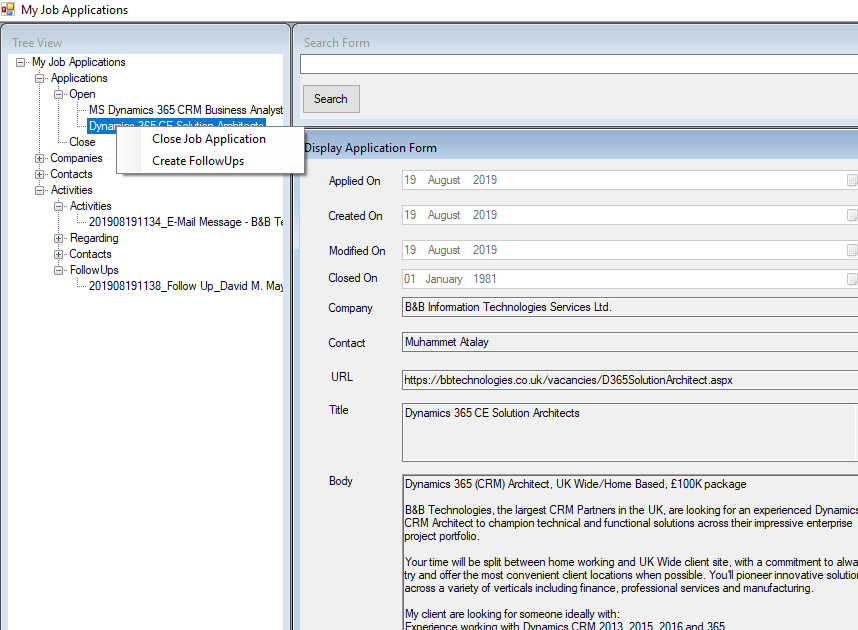 My Job Applications
Tree View
My Job Applications
Applications
Open
MS Dynamics 365 CRM Business Analyst
Dynamics 365 CE Solution Architects
Close
Close Job Application
Create FollowUps
Companies
Contacts
Activities
Activities
201908191134_E-Mail Message - B&B Te
Regarding
Contacts
FollowUps
201908191138_Follow Up_David M. May
Search Form
Search
Display Application Form
Applied On 19 August 2019
Created On 19 August 2019
Modified On 19 August 2019
Closed On 01 January 1981
Company B&B Information Technologies Services Ltd.
Contact Muhammet Atalay
URL https://bbtechnologies.co.uk/vacancies/D365SolutionArchitect.aspx
Title Dynamics 365 CE Solution Architects
Body Dynamics 365 (CRM) Architect, UK Wide/Home Based, £100K package
B&B Technologies, the largest CRM Partners in the UK, are looking for an experienced Dynamics
CRM Architect to champion technical and functional solutions across their impressive enterprise
project portfolio.
Your time will be split between home working and UK Wide client site, with a commitment to alwa
try and offer the most convenient client locations when possible. You'll pioneer innovative solution
across a variety of verticals including finance, professional services and manufacturing.
My client are looking for someone ideally with:
Experience working with Dynamics CRM 2013, 2015, 2016 and 365